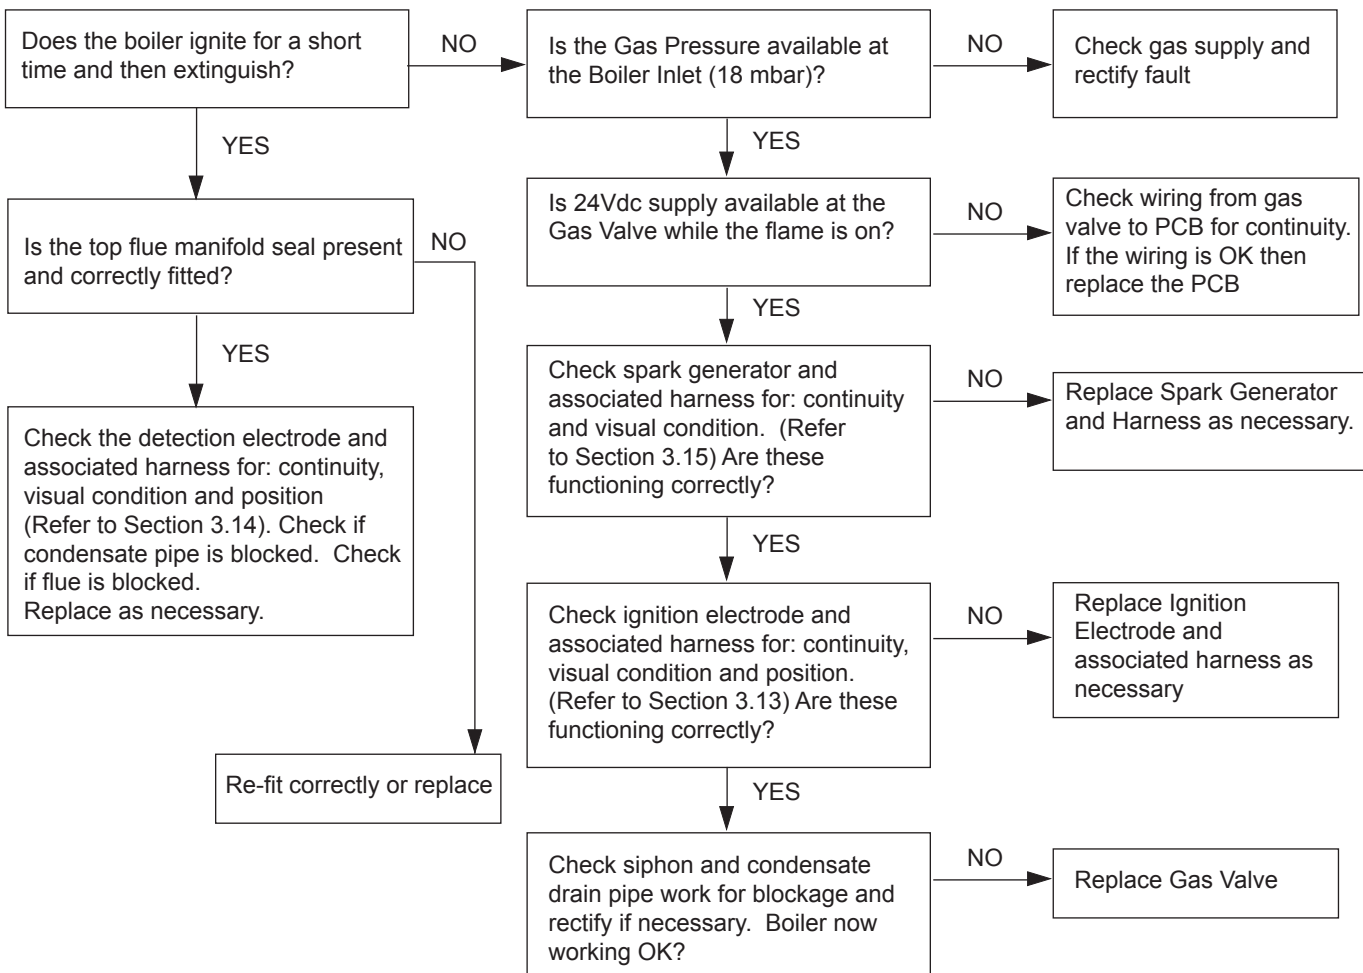 Does the boiler ignite for a short
time and then extinguish?
NO
Is the Gas Pressure available at
the Boiler Inlet (18 mbar)?
NO
Check gas supply and
rectify fault
YES
YES
Is the top flue manifold seal present
and correctly fitted?
NO
Is 24Vdc supply available at the
Gas Valve while the flame is on?
NO
Check wiring from gas
valve to PCB for continuity.
If the wiring is OK then
replace the PCB
YES
YES
Check the detection electrode and
associated harness for: continuity,
visual condition and position
(Refer to Section 3.14). Check if
condensate pipe is blocked.  Check
if flue is blocked.
Replace as necessary.
Check spark generator and
associated harness for: continuity
and visual condition.  (Refer
to Section 3.15) Are these
functioning correctly?
NO
Replace Spark Generator
and Harness as necessary.
YES
Check ignition electrode and
associated harness for: continuity,
visual condition and position.
(Refer to Section 3.13) Are these
functioning correctly?
NO
Replace Ignition
Electrode and
associated harness as
necessary
Re-fit correctly or replace
YES
Check siphon and condensate
drain pipe work for blockage and
rectify if necessary.  Boiler now
working OK?
NO
Replace Gas Valve